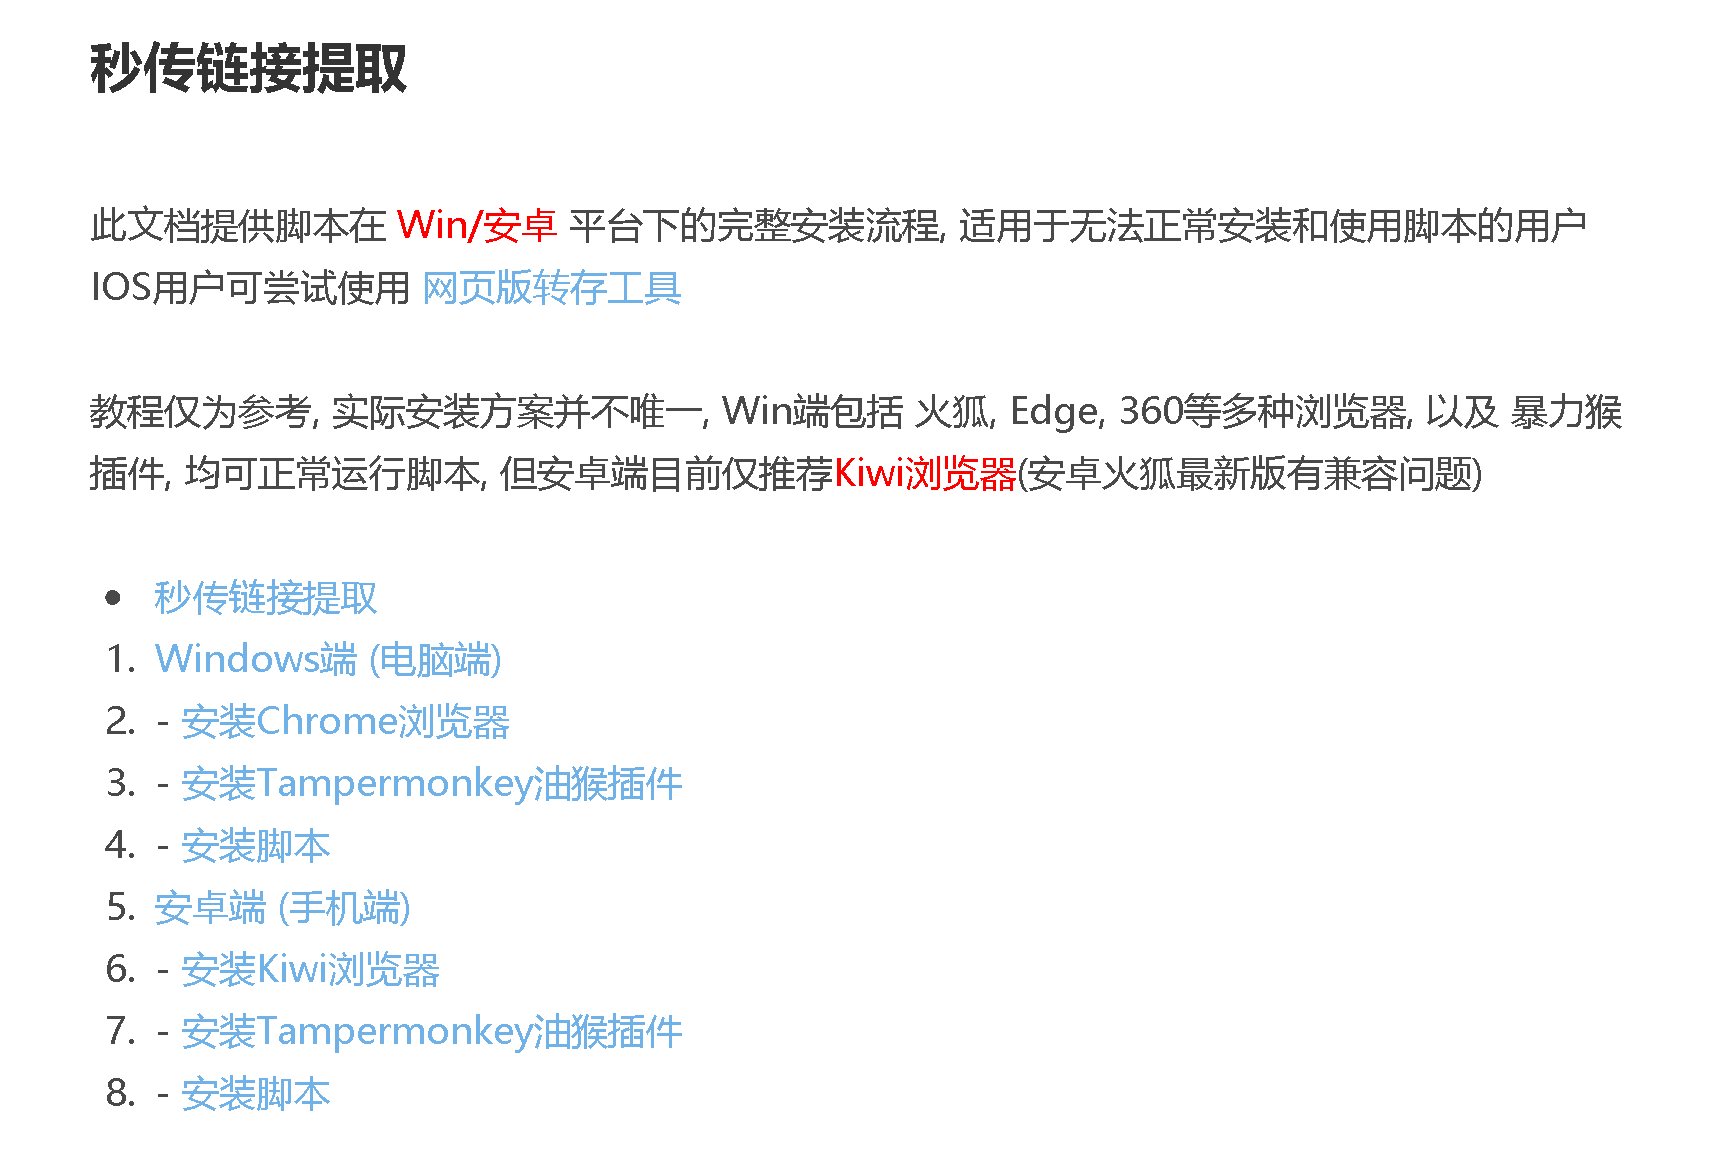 秒传链接提取
此文档提供脚本在 Win/安卓 平台下的完整安装流程, 适用于无法正常安装和使用脚本的用户
IOS用户可尝试使用 网页版转存工具
教程仅为参考, 实际安装方案并不唯一, Win端包括 火狐, Edge, 360等多种浏览器, 以及 暴力猴
插件, 均可正常运行脚本, 但安卓端目前仅推荐Kiwi浏览器(安卓火狐最新版有兼容问题)
• 秒传链接提取
1. Windows端 (电脑端)
2. - 安装Chrome浏览器
3. - 安装Tampermonkey油猴插件
4. - 安装脚本
5. 安卓端 (手机端)
6. - 安装Kiwi浏览器
7. - 安装Tampermonkey油猴插件
8. - 安装脚本